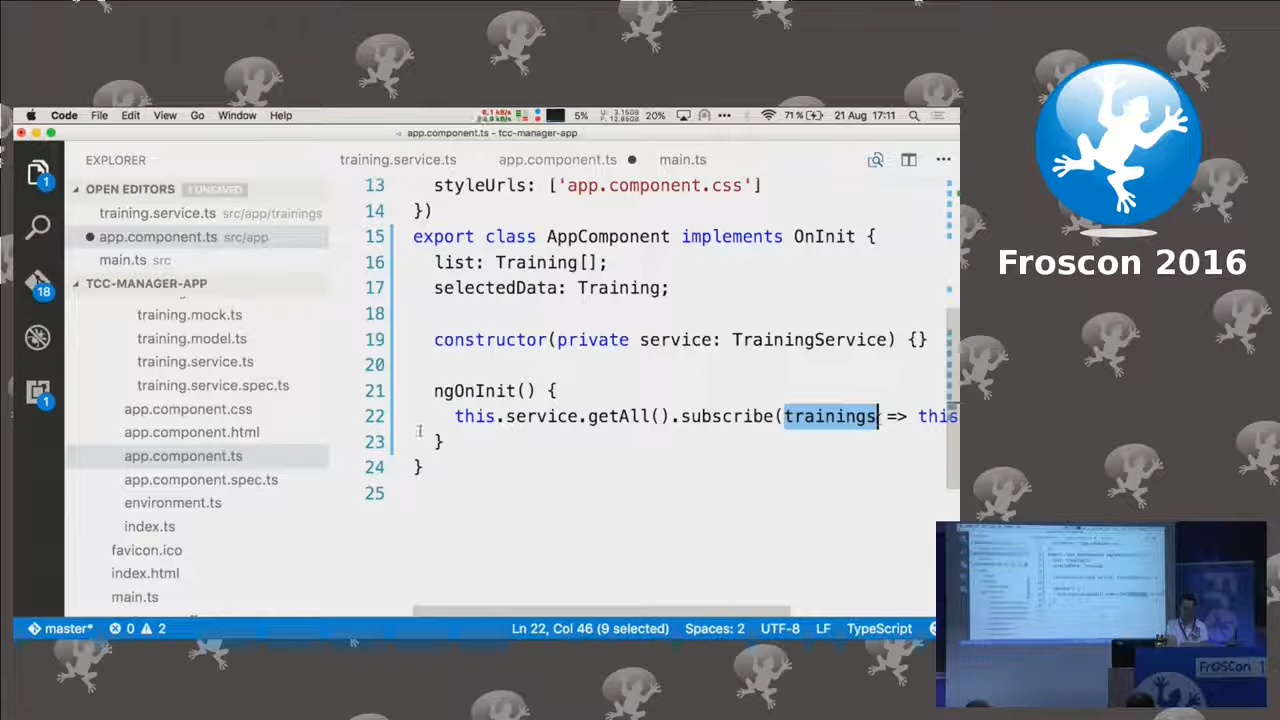 Code File Edit View Go Window Help 5% 20% 71% 21 Aug 17:11
app.component.ts - tcc-manager-app
EXPLORER
OPEN EDITORS 1 UNSAVED
training.service.ts src/app/trainings
app.component.ts src/app
main.ts src
TCC-MANAGER-APP
training.mock.ts
training.model.ts
training.service.ts
training.service.spec.ts
app.component.css
app.component.html
app.component.ts
app.component.spec.ts
environment.ts
index.ts
favicon.ico
index.html
main.ts
1
18
1
training.service.ts app.component.ts main.ts
13 styleUrls: ['app.component.css']
14 })
15 export class AppComponent implements OnInit {
16 list: Training[];
17 selectedData: Training;
18
19 constructor(private service: TrainingService) {}
20
21 ngOnInit() {
22 this.service.getAll().subscribe(trainings => this
23 }
24 }
25
master* 0 2 Ln 22, Col 46 (9 selected) Spaces: 2 UTF-8 LF TypeScript
Froscon 2016
FrOSCon 1